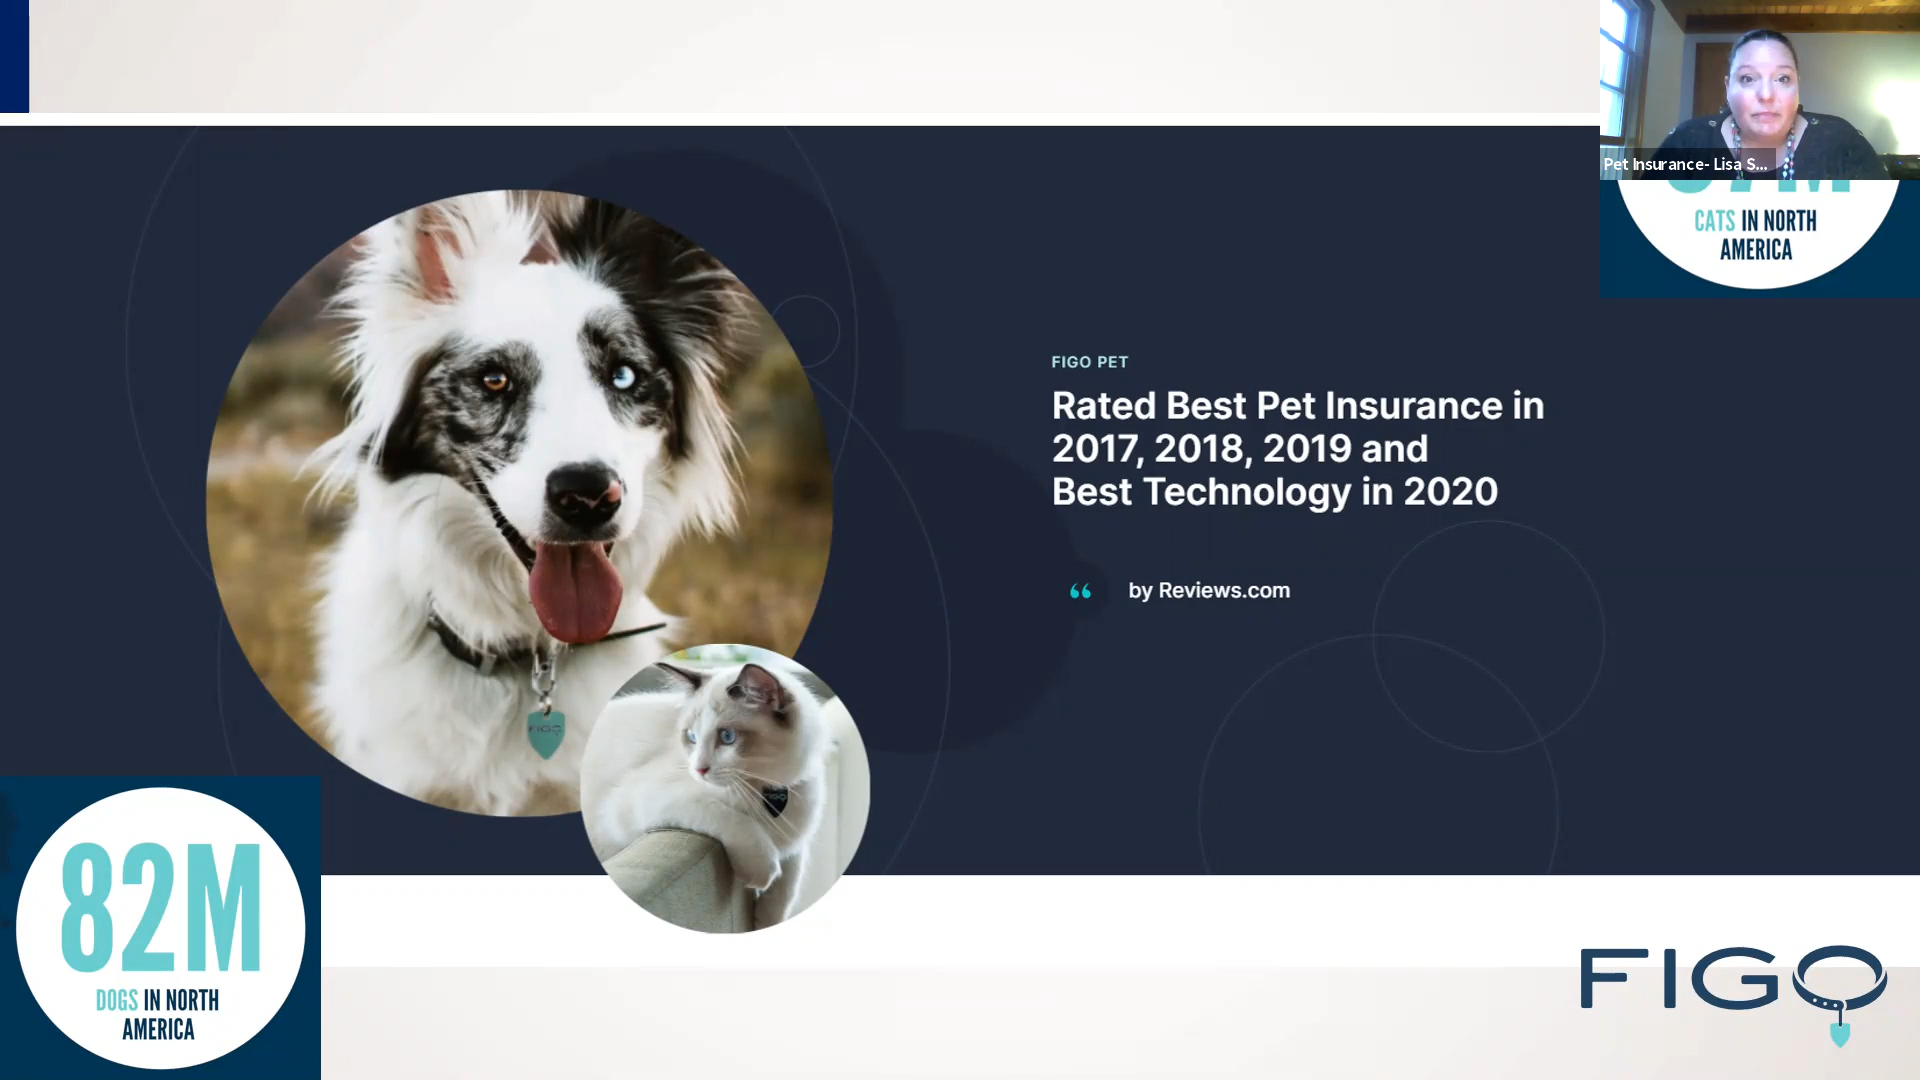 Pet Insurance- Lisa S...
CATS IN NORTH
AMERICA
FIGO PET
Rated Best Pet Insurance in
2017, 2018, 2019 and
Best Technology in 2020
“ by Reviews.com
FIGO
82M
DOGS IN NORTH
AMERICA
FIGO